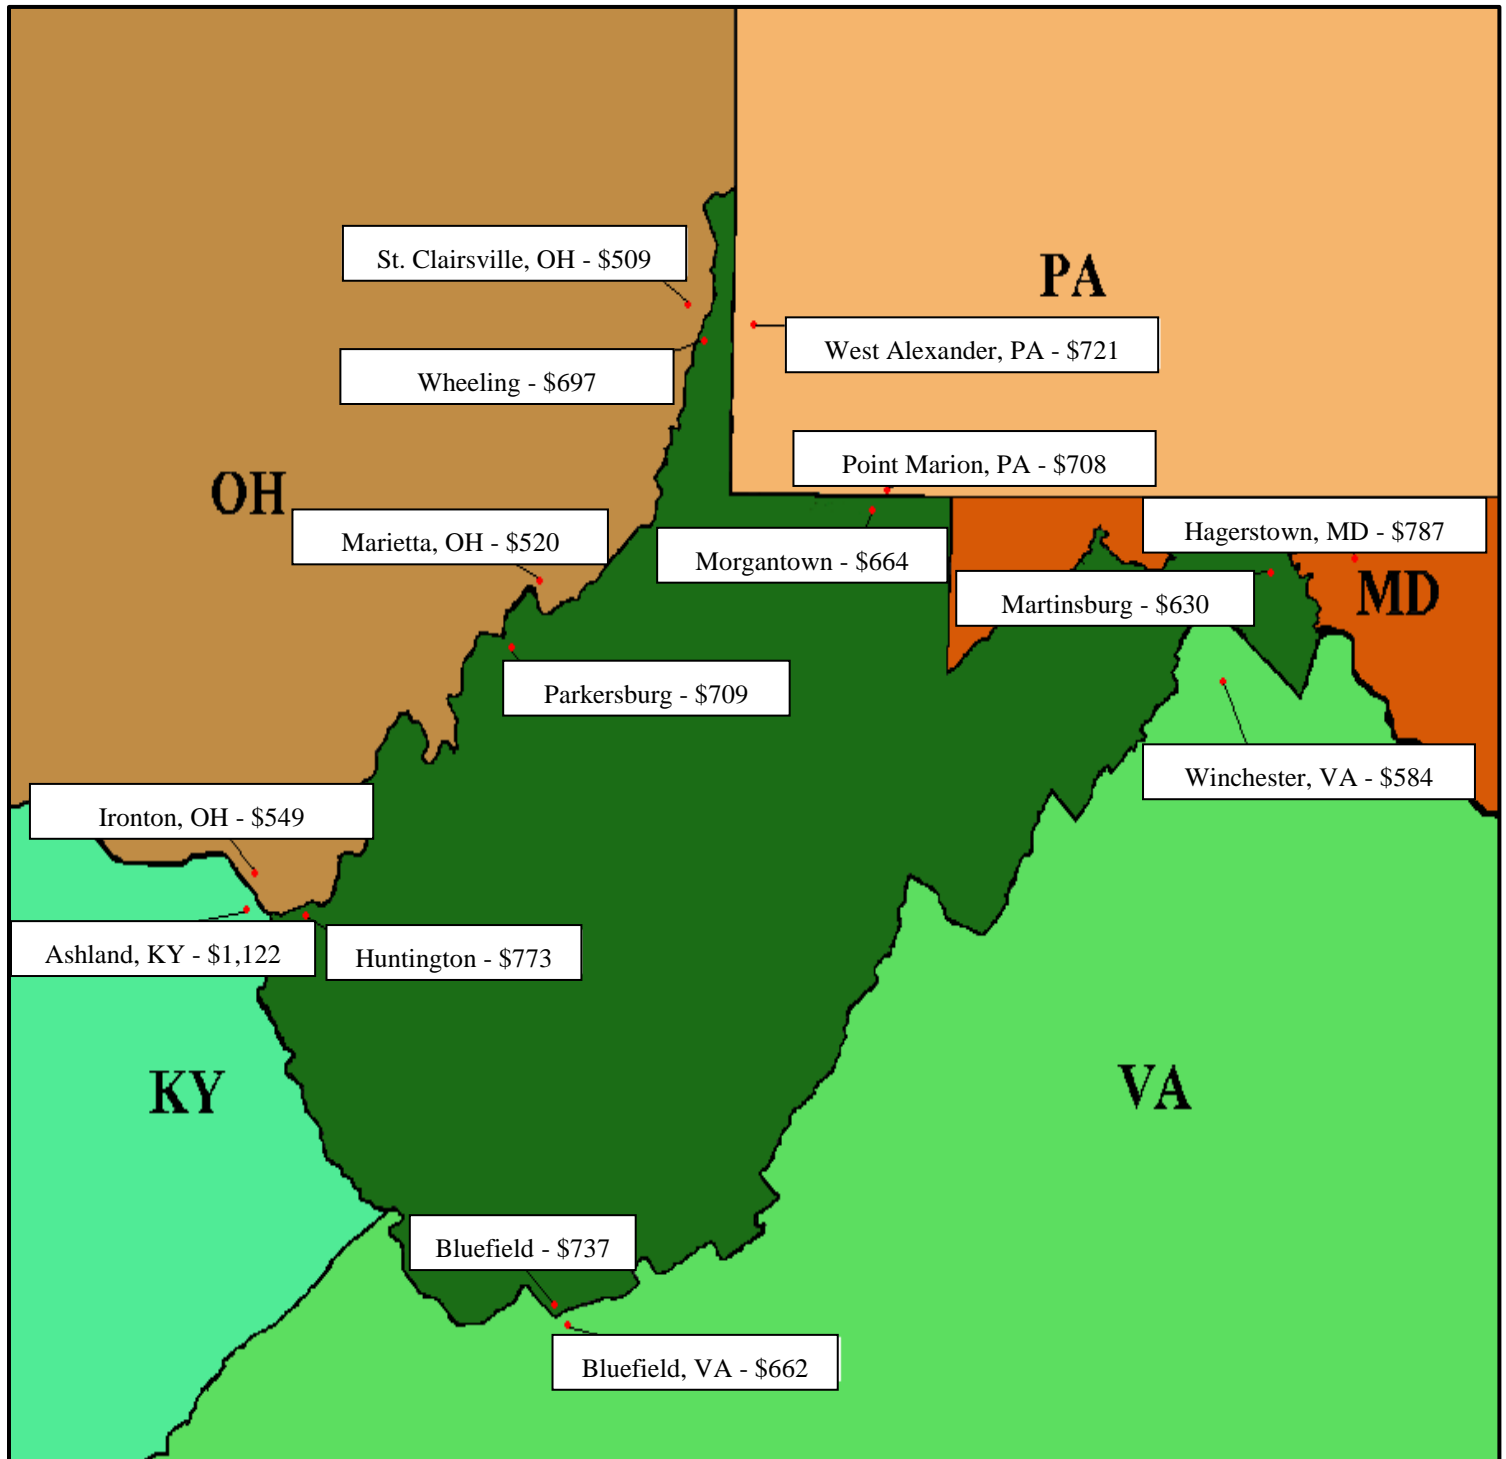 St. Clairsville, OH - $509
PA
West Alexander, PA - $721
Wheeling - $697
Point Marion, PA - $708
OH
Marietta, OH - $520
Hagerstown, MD - $787
Morgantown - $664
MD
Martinsburg - $630
Parkersburg - $709
Winchester, VA - $584
Ironton, OH - $549
Ashland, KY - $1,122
Huntington - $773
KY
VA
Bluefield - $737
Bluefield, VA - $662